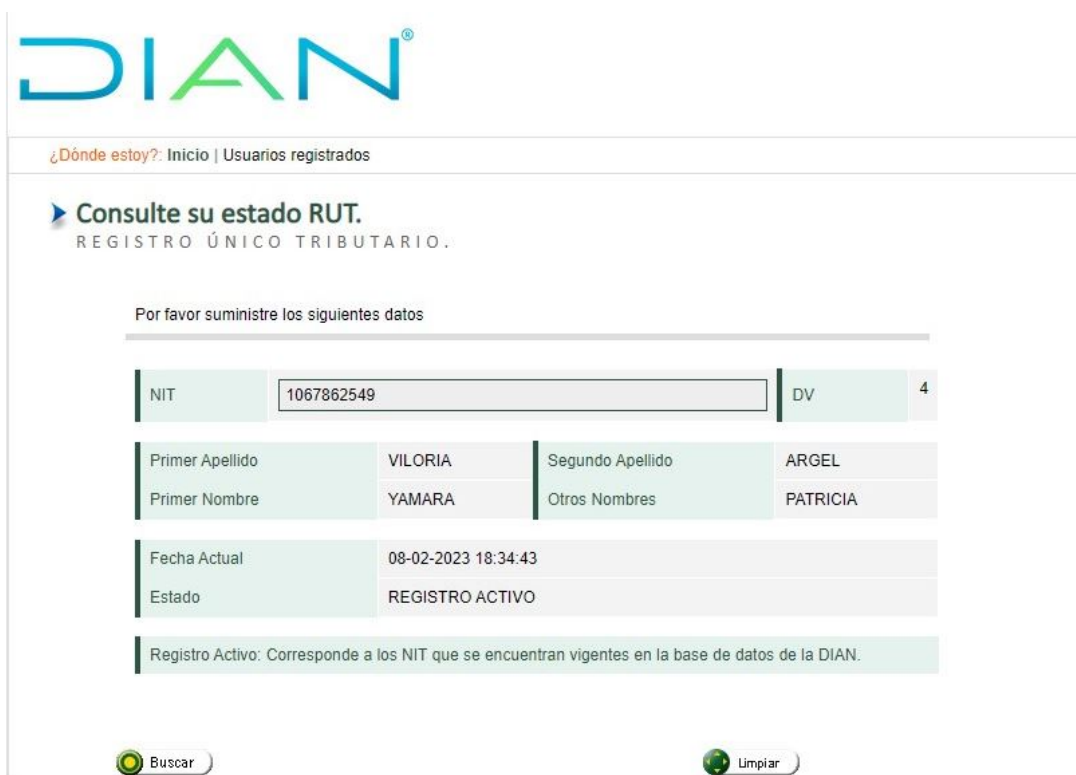 DIAN®
¿Dónde estoy?: Inicio | Usuarios registrados
Consulte su estado RUT.
REGISTRO ÚNICO TRIBUTARIO.
Por favor suministre los siguientes datos
NIT 1067862549 DV 4
Primer Apellido VILORIA Segundo Apellido ARGEL
Primer Nombre YAMARA Otros Nombres PATRICIA
Fecha Actual 08-02-2023 18:34:43
Estado REGISTRO ACTIVO
Registro Activo: Corresponde a los NIT que se encuentran vigentes en la base de datos de la DIAN.
Buscar Limpiar